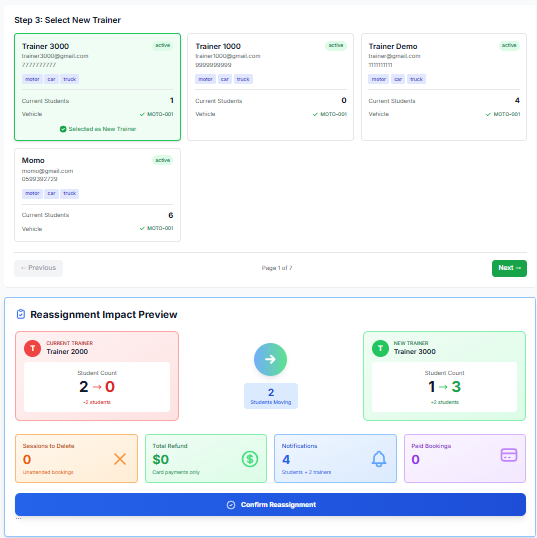 Step 3: Select New Trainer
Trainer 3000 active
trainer3000@gmail.com
7777777777
motor car truck
Current Students 1
Vehicle ✓ MOTO-001
Selected as New Trainer
Trainer 1000 active
trainer1000@gmail.com
9999999999
motor car truck
Current Students 0
Vehicle ✓ MOTO-001
Trainer Demo active
trainer@gmail.com
1111111111
motor car truck
Current Students 4
Vehicle ✓ MOTO-001
Momo active
momo@gmail.com
0599392729
motor car truck
Current Students 6
Vehicle ✓ MOTO-001
← Previous Page 1 of 7 Next →
Reassignment Impact Preview
T CURRENT TRAINER
Trainer 2000
Student Count
2 → 0
-2 students
→
2
Students Moving
T NEW TRAINER
Trainer 3000
Student Count
1 → 3
+2 students
Sessions to Delete
0
Unattended bookings
Total Refund
$0
Card payments only
$
Notifications
4
Students + 2 trainers
Paid Bookings
0
Confirm Reassignment
...